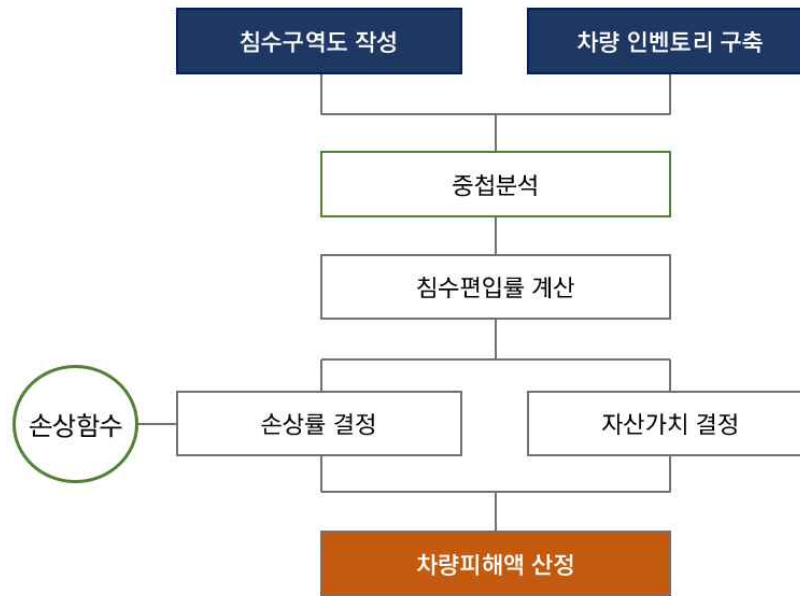 침수구역도 작성
차량 인벤토리 구축
중첩분석
침수편입률 계산
손상함수
손상률 결정
자산가치 결정
차량피해액 산정